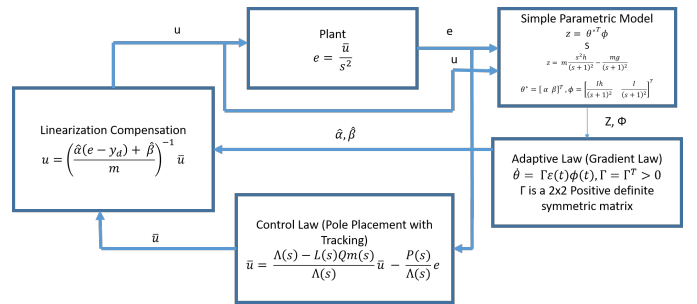 u
Plant
e = u̅ / s²
e
u
Simple Parametric Model
z = θ*ᵀϕ
S
z = m s²h / (s+1)² − mg / (s+1)²
θ* = [ α β]ᵀ, ϕ = [ Ih / (s+1)² I / (s+1)² ]ᵀ
Z, Φ
Linearization Compensation
u = ( (α̂(e − y_d) + β̂) / m )⁻¹ u̅
α̂, β̂
Adaptive Law (Gradient Law)
θ̇̂ = Γε(t)ϕ(t), Γ = Γᵀ > 0
Γ is a 2x2 Positive definite
symmetric matrix
Control Law (Pole Placement with
Tracking)
u̅ = (Λ(s) − L(s)Qm(s)) / Λ(s) u̅ − P(s) / Λ(s) e
u̅